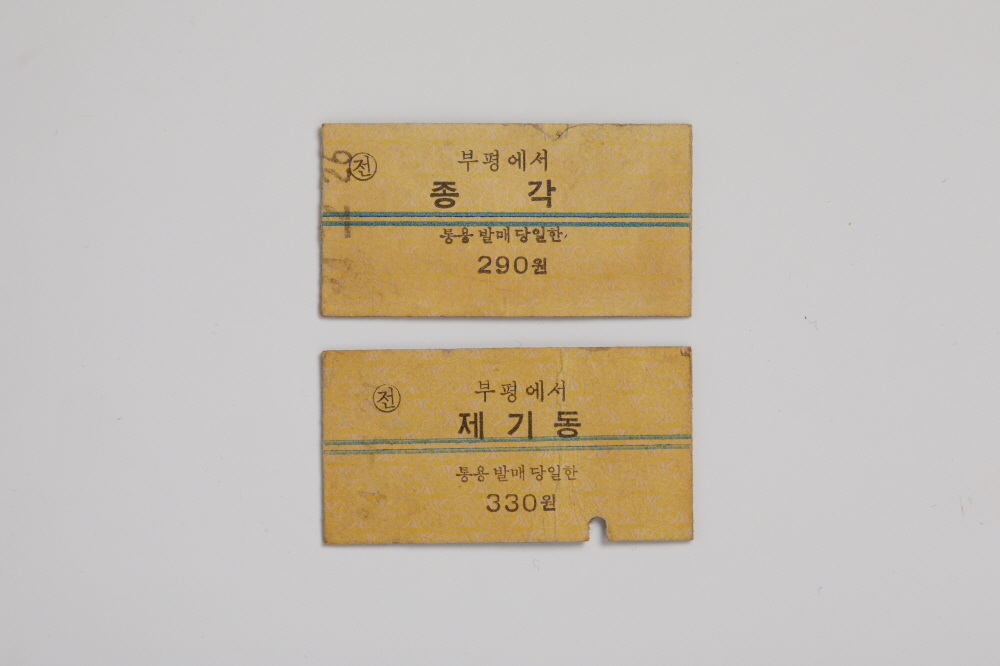 전
부평에서
종 각
통용 발매 당일한
290원
26
전
부평에서
제기동
통용 발매 당일한
330원